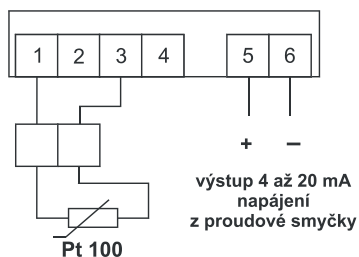 1 2 3 4 5 6
+ −
výstup 4 až 20 mA
napájení
z proudové smyčky
Pt 100